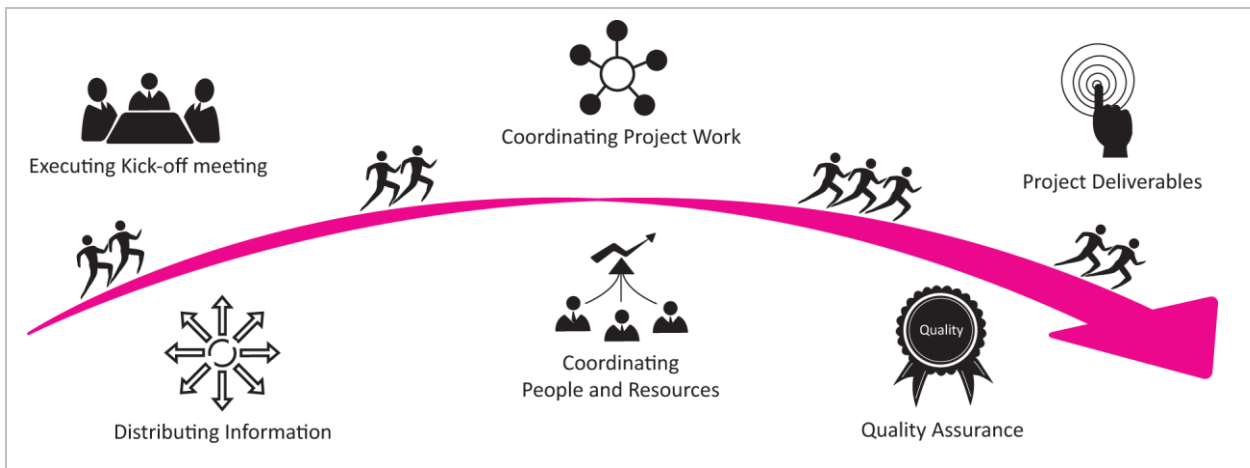 Executing Kick-off meeting
Coordinating Project Work
Project Deliverables
Distributing Information
Coordinating
People and Resources
Quality
Quality Assurance